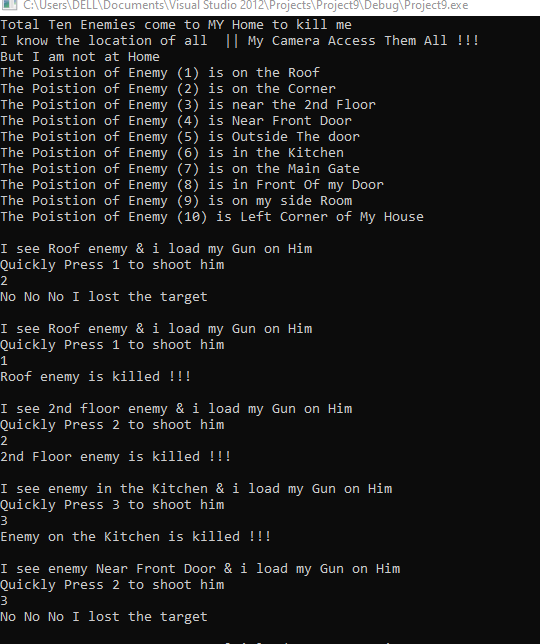 C:\Users\DELL\Documents\Visual Studio 2012\Projects\Project9\Debug\Project9.exe
Total Ten Enemies come to MY Home to kill me
I know the location of all  || My Camera Access Them All !!!
But I am not at Home
The Poistion of Enemy (1) is on the Roof
The Poistion of Enemy (2) is on the Corner
The Poistion of Enemy (3) is near the 2nd Floor
The Poistion of Enemy (4) is Near Front Door
The Poistion of Enemy (5) is Outside The door
The Poistion of Enemy (6) is in the Kitchen
The Poistion of Enemy (7) is on the Main Gate
The Poistion of Enemy (8) is in Front Of my Door
The Poistion of Enemy (9) is on my side Room
The Poistion of Enemy (10) is Left Corner of My House
I see Roof enemy & i load my Gun on Him
Quickly Press 1 to shoot him
2
No No No I lost the target
I see Roof enemy & i load my Gun on Him
Quickly Press 1 to shoot him
1
Roof enemy is killed !!!
I see 2nd floor enemy & i load my Gun on Him
Quickly Press 2 to shoot him
2
2nd Floor enemy is killed !!!
I see enemy in the Kitchen & i load my Gun on Him
Quickly Press 3 to shoot him
3
Enemy on the Kitchen is killed !!!
I see enemy Near Front Door & i load my Gun on Him
Quickly Press 2 to shoot him
3
No No No I lost the target